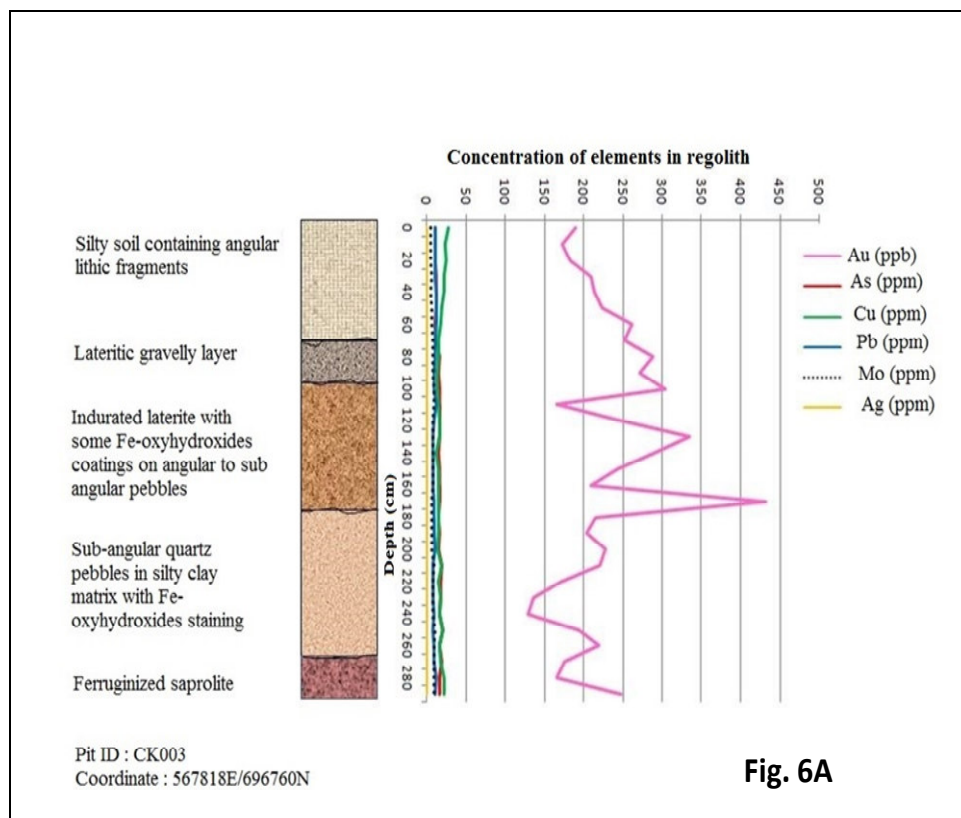 Concentration of elements in regolith
0 50 100 150 200 250 300 350 400 450 500
Silty soil containing angular
lithic fragments
Lateritic gravelly layer
Indurated laterite with
some Fe-oxyhydroxides
coatings on angular to sub
angular pebbles
Sub-angular quartz
pebbles in silty clay
matrix with Fe-
oxyhydroxides staining
Ferruginized saprolite
Depth (cm)
0
20
40
60
80
100
120
140
160
180
200
220
240
260
280
Au (ppb)
As (ppm)
Cu (ppm)
Pb (ppm)
Mo (ppm)
Ag (ppm)
Pit ID : CK003
Coordinate : 567818E/696760N
Fig. 6A